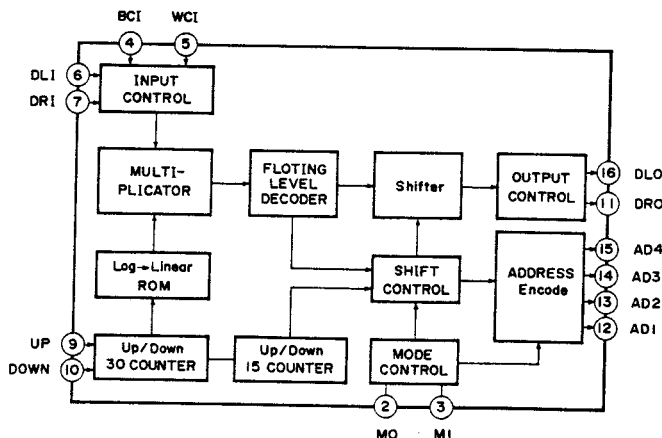 BCI WCI
4 5
DLI 6
DRI 7
INPUT
CONTROL
MULTI-
PLICATOR
FLOTING
LEVEL
DECODER
Shifter
OUTPUT
CONTROL
16 DLO
11 DRO
Log→Linear
ROM
SHIFT
CONTROL
ADDRESS
Encode
15 AD4
14 AD3
13 AD2
12 AD1
UP 9
DOWN 10
Up/Down
30 COUNTER
Up/Down
15 COUNTER
MODE
CONTROL
2 3
M0 M1